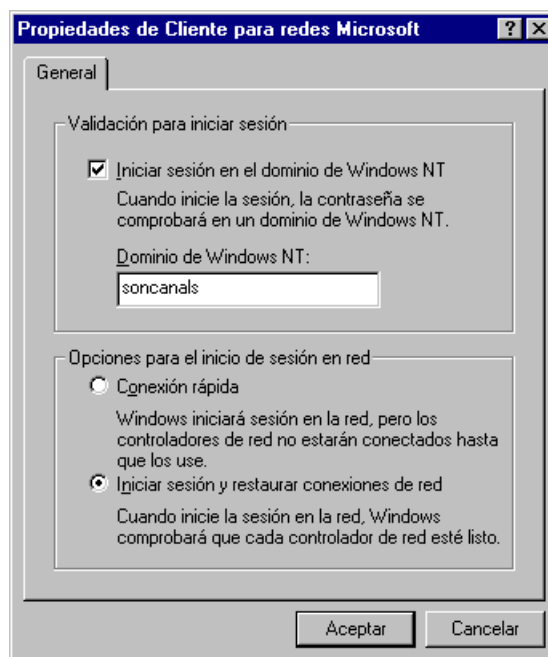 Propiedades de Cliente para redes Microsoft
General
Validación para iniciar sesión
Iniciar sesión en el dominio de Windows NT
Cuando inicie la sesión, la contraseña se
comprobará en un dominio de Windows NT.
Dominio de Windows NT:
soncanals
Opciones para el inicio de sesión en red
Conexión rápida
Windows iniciará sesión en la red, pero los
controladores de red no estarán conectados hasta
que los use.
Iniciar sesión y restaurar conexiones de red
Cuando inicie la sesión en la red, Windows
comprobará que cada controlador de red esté listo.
Aceptar
Cancelar